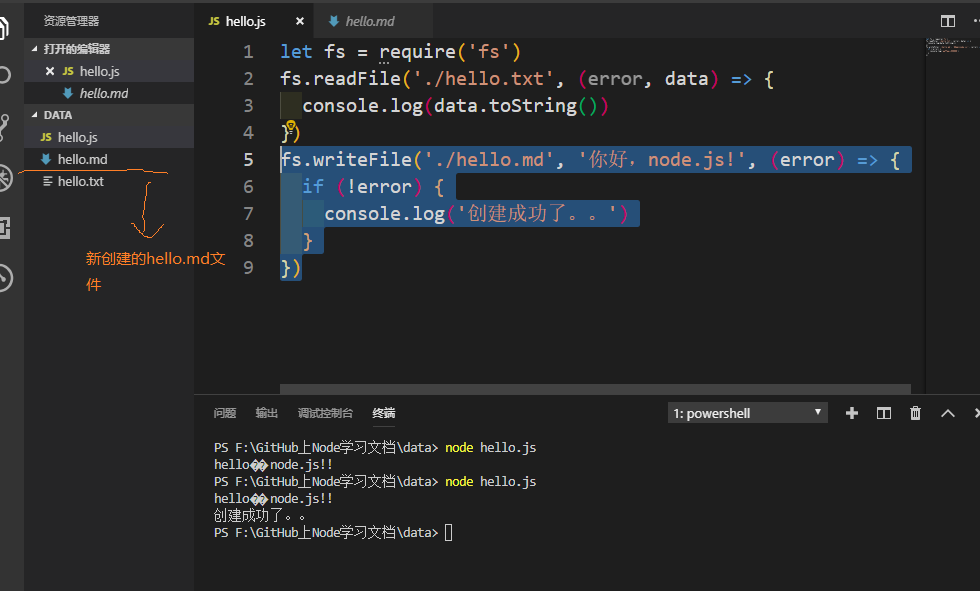 资源管理器
打开的编辑器
JS hello.js
hello.md
DATA
JS hello.js
hello.md
hello.txt
新创建的hello.md文
件
JS hello.js
hello.md
1 let fs = require('fs')
2 fs.readFile('./hello.txt', (error, data) => {
3 console.log(data.toString())
4 })
5 fs.writeFile('./hello.md', '你好，node.js!', (error) => {
6 if (!error) {
7 console.log('创建成功了。。')
8 }
9 })
问题 输出 调试控制台 终端 1: powershell
PS F:\GitHub上Node学习文档\data> node hello.js
hello��node.js!!
PS F:\GitHub上Node学习文档\data> node hello.js
hello��node.js!!
创建成功了。。
PS F:\GitHub上Node学习文档\data>